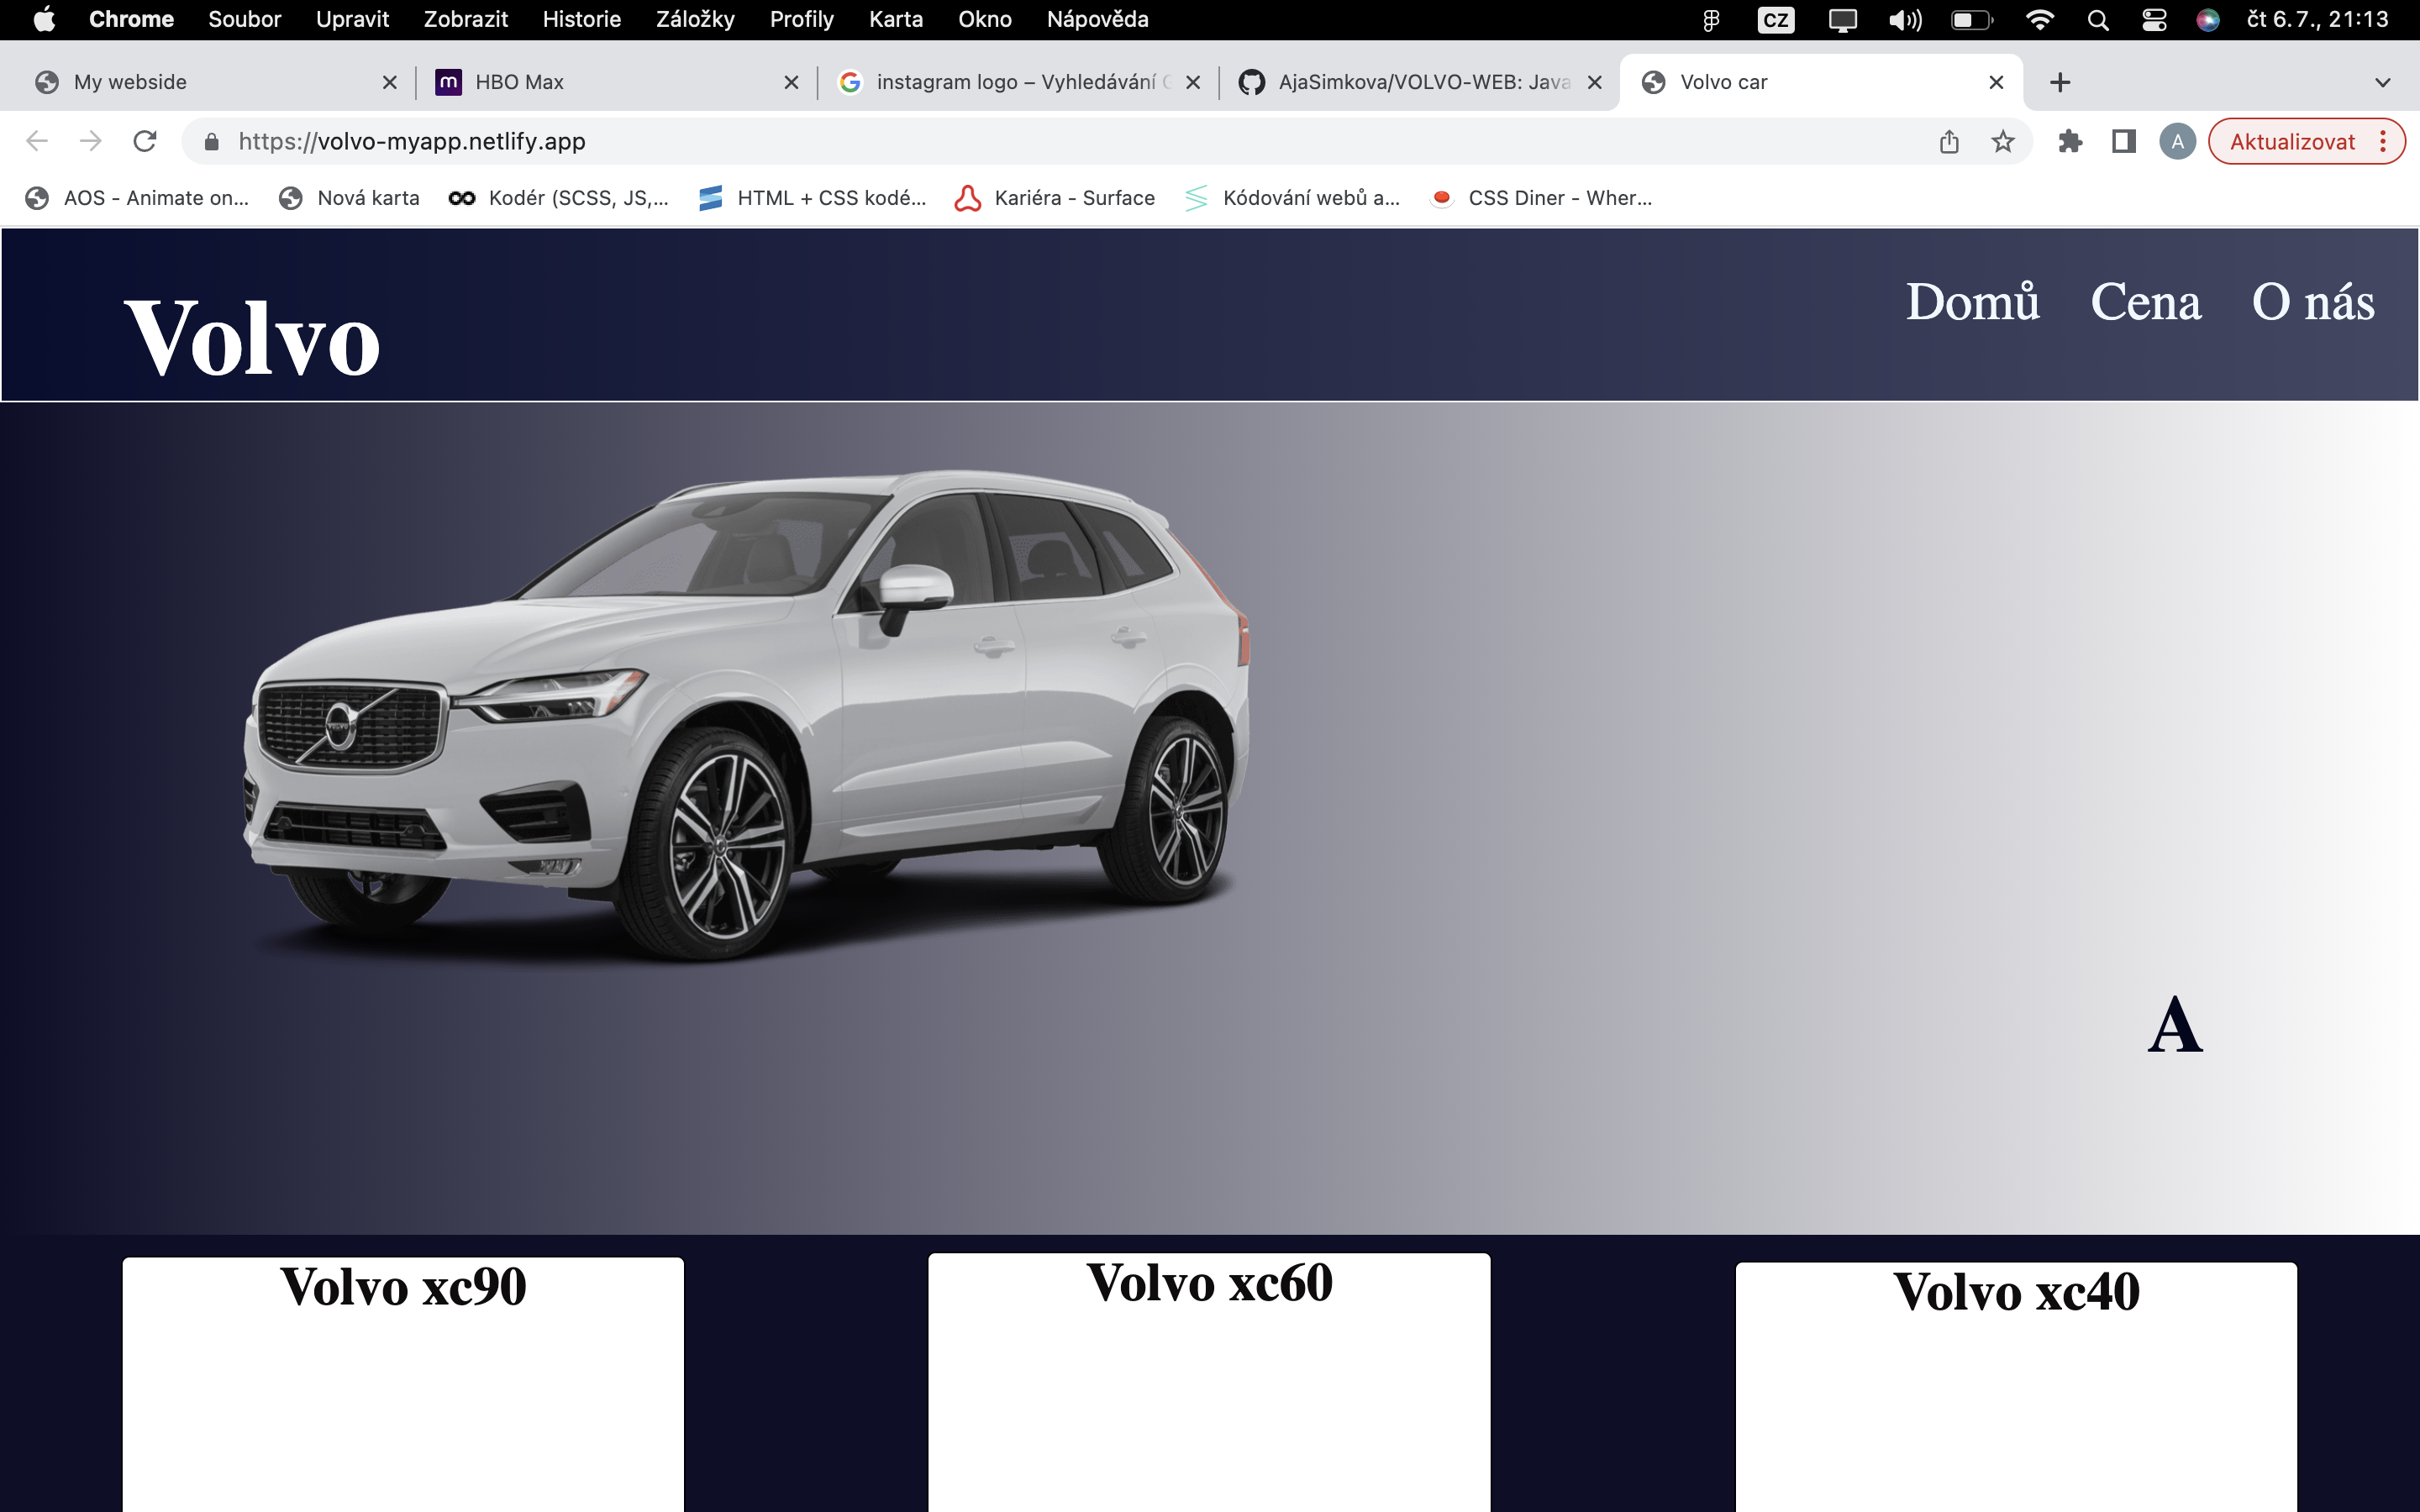 Chrome Soubor Upravit Zobrazit Historie Záložky Profily Karta Okno Nápověda CZ čt 6. 7., 21:13
My webside HBO Max instagram logo – Vyhledávání G AjaSimkova/VOLVO-WEB: Java Volvo car
https://volvo-myapp.netlify.app A Aktualizovat
AOS - Animate on... Nová karta Kodér (SCSS, JS,... HTML + CSS kodé... Kariéra - Surface Kódování webů a... CSS Diner - Wher...
Volvo Domů Cena O nás
VOLVO
A
Volvo xc90 Volvo xc60 Volvo xc40